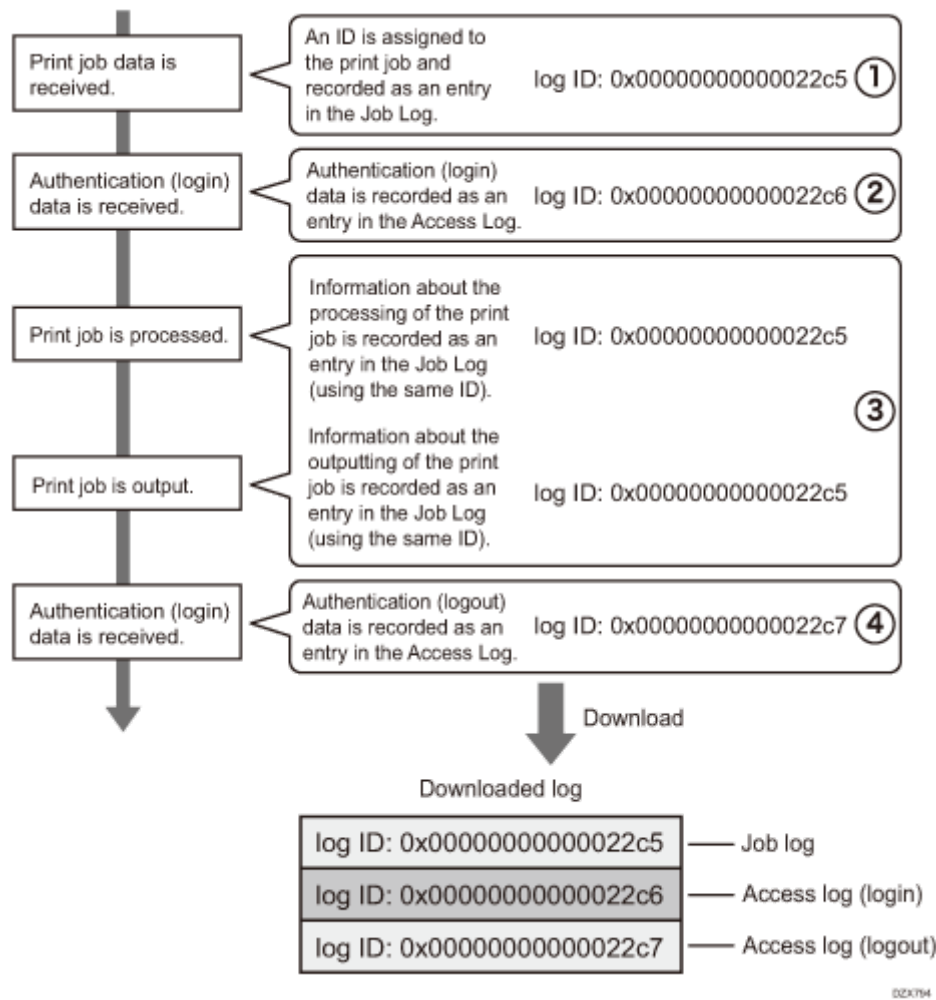 Print job data is
received.
An ID is assigned to
the print job and
recorded as an entry
in the Job Log.
log ID: 0x00000000000022c5 ①
Authentication (login)
data is received.
Authentication (login)
data is recorded as an
entry in the Access Log.
log ID: 0x00000000000022c6 ②
Print job is processed.
Information about the
processing of the print
job is recorded as an
entry in the Job Log
(using the same ID).
log ID: 0x00000000000022c5
③
Print job is output.
Information about the
outputting of the print
job is recorded as an
entry in the Job Log
(using the same ID).
log ID: 0x00000000000022c5
Authentication (login)
data is received.
Authentication (logout)
data is recorded as an
entry in the Access Log.
log ID: 0x00000000000022c7 ④
Download
Downloaded log
log ID: 0x00000000000022c5
Job log
log ID: 0x00000000000022c6
Access log (login)
log ID: 0x00000000000022c7
Access log (logout)
DZX794